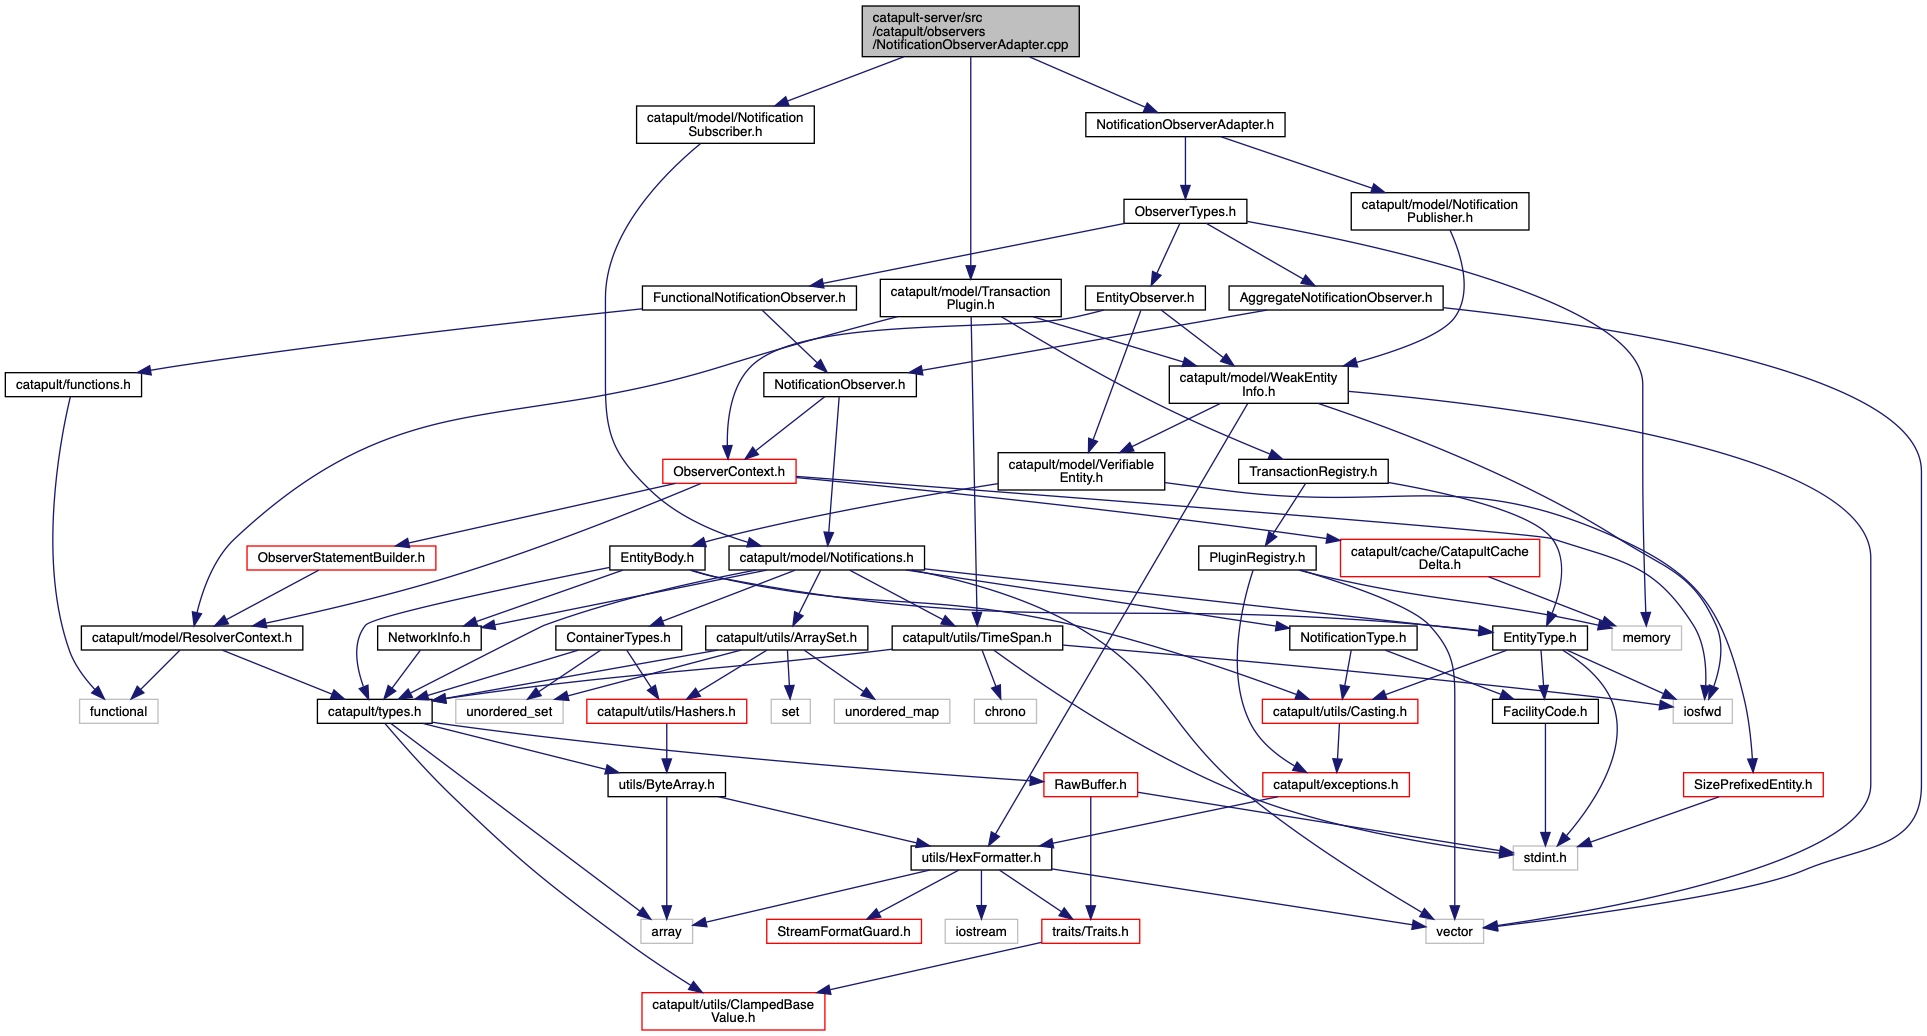 catapult-server/src
/catapult/observers
/NotificationObserverAdapter.cpp
catapult/model/Notification
Subscriber.h
NotificationObserverAdapter.h
ObserverTypes.h
catapult/model/Notification
Publisher.h
FunctionalNotificationObserver.h
catapult/model/Transaction
Plugin.h
EntityObserver.h
AggregateNotificationObserver.h
catapult/functions.h
NotificationObserver.h
catapult/model/WeakEntity
Info.h
ObserverContext.h
catapult/model/Verifiable
Entity.h
TransactionRegistry.h
ObserverStatementBuilder.h
EntityBody.h
catapult/model/Notifications.h
PluginRegistry.h
catapult/cache/CatapultCache
Delta.h
catapult/model/ResolverContext.h
NetworkInfo.h
ContainerTypes.h
catapult/utils/ArraySet.h
catapult/utils/TimeSpan.h
NotificationType.h
EntityType.h
memory
functional
catapult/types.h
unordered_set
catapult/utils/Hashers.h
set
unordered_map
chrono
catapult/utils/Casting.h
FacilityCode.h
iosfwd
utils/ByteArray.h
RawBuffer.h
catapult/exceptions.h
SizePrefixedEntity.h
utils/HexFormatter.h
stdint.h
array
StreamFormatGuard.h
iostream
traits/Traits.h
vector
catapult/utils/ClampedBase
Value.h